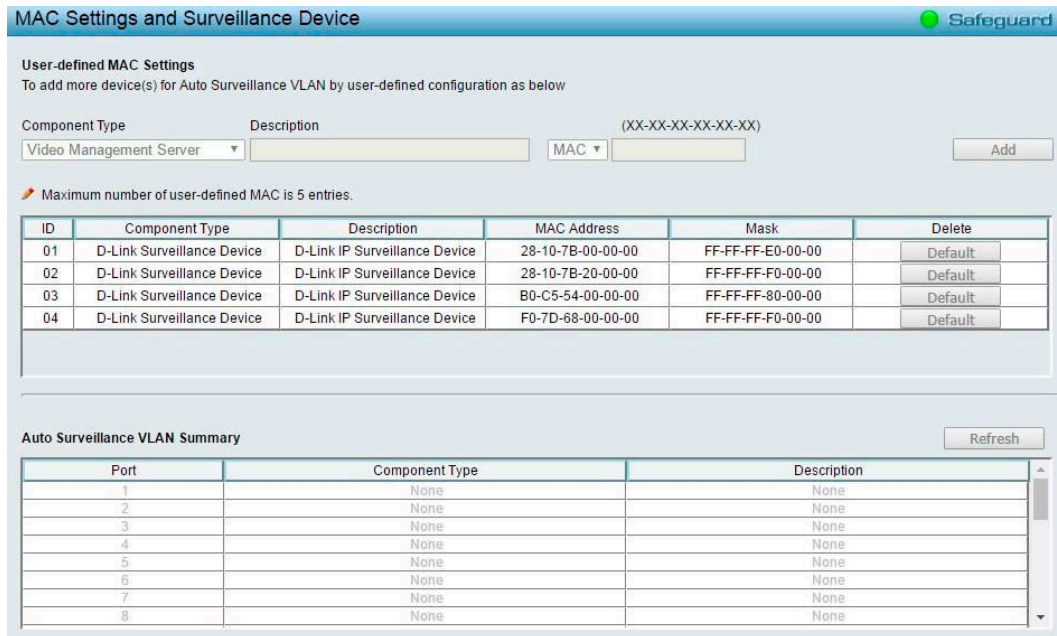 MAC Settings and Surveillance Device Safeguard
User-defined MAC Settings
To add more device(s) for Auto Surveillance VLAN by user-defined configuration as below
Component Type Description (XX-XX-XX-XX-XX-XX)
Video Management Server MAC Add
Maximum number of user-defined MAC is 5 entries.
ID Component Type Description MAC Address Mask Delete
01 D-Link Surveillance Device D-Link IP Surveillance Device 28-10-7B-00-00-00 FF-FF-FF-E0-00-00 Default
02 D-Link Surveillance Device D-Link IP Surveillance Device 28-10-7B-20-00-00 FF-FF-FF-F0-00-00 Default
03 D-Link Surveillance Device D-Link IP Surveillance Device B0-C5-54-00-00-00 FF-FF-FF-80-00-00 Default
04 D-Link Surveillance Device D-Link IP Surveillance Device F0-7D-68-00-00-00 FF-FF-FF-F0-00-00 Default
Auto Surveillance VLAN Summary Refresh
Port Component Type Description
1 None None
2 None None
3 None None
4 None None
5 None None
6 None None
7 None None
8 None None